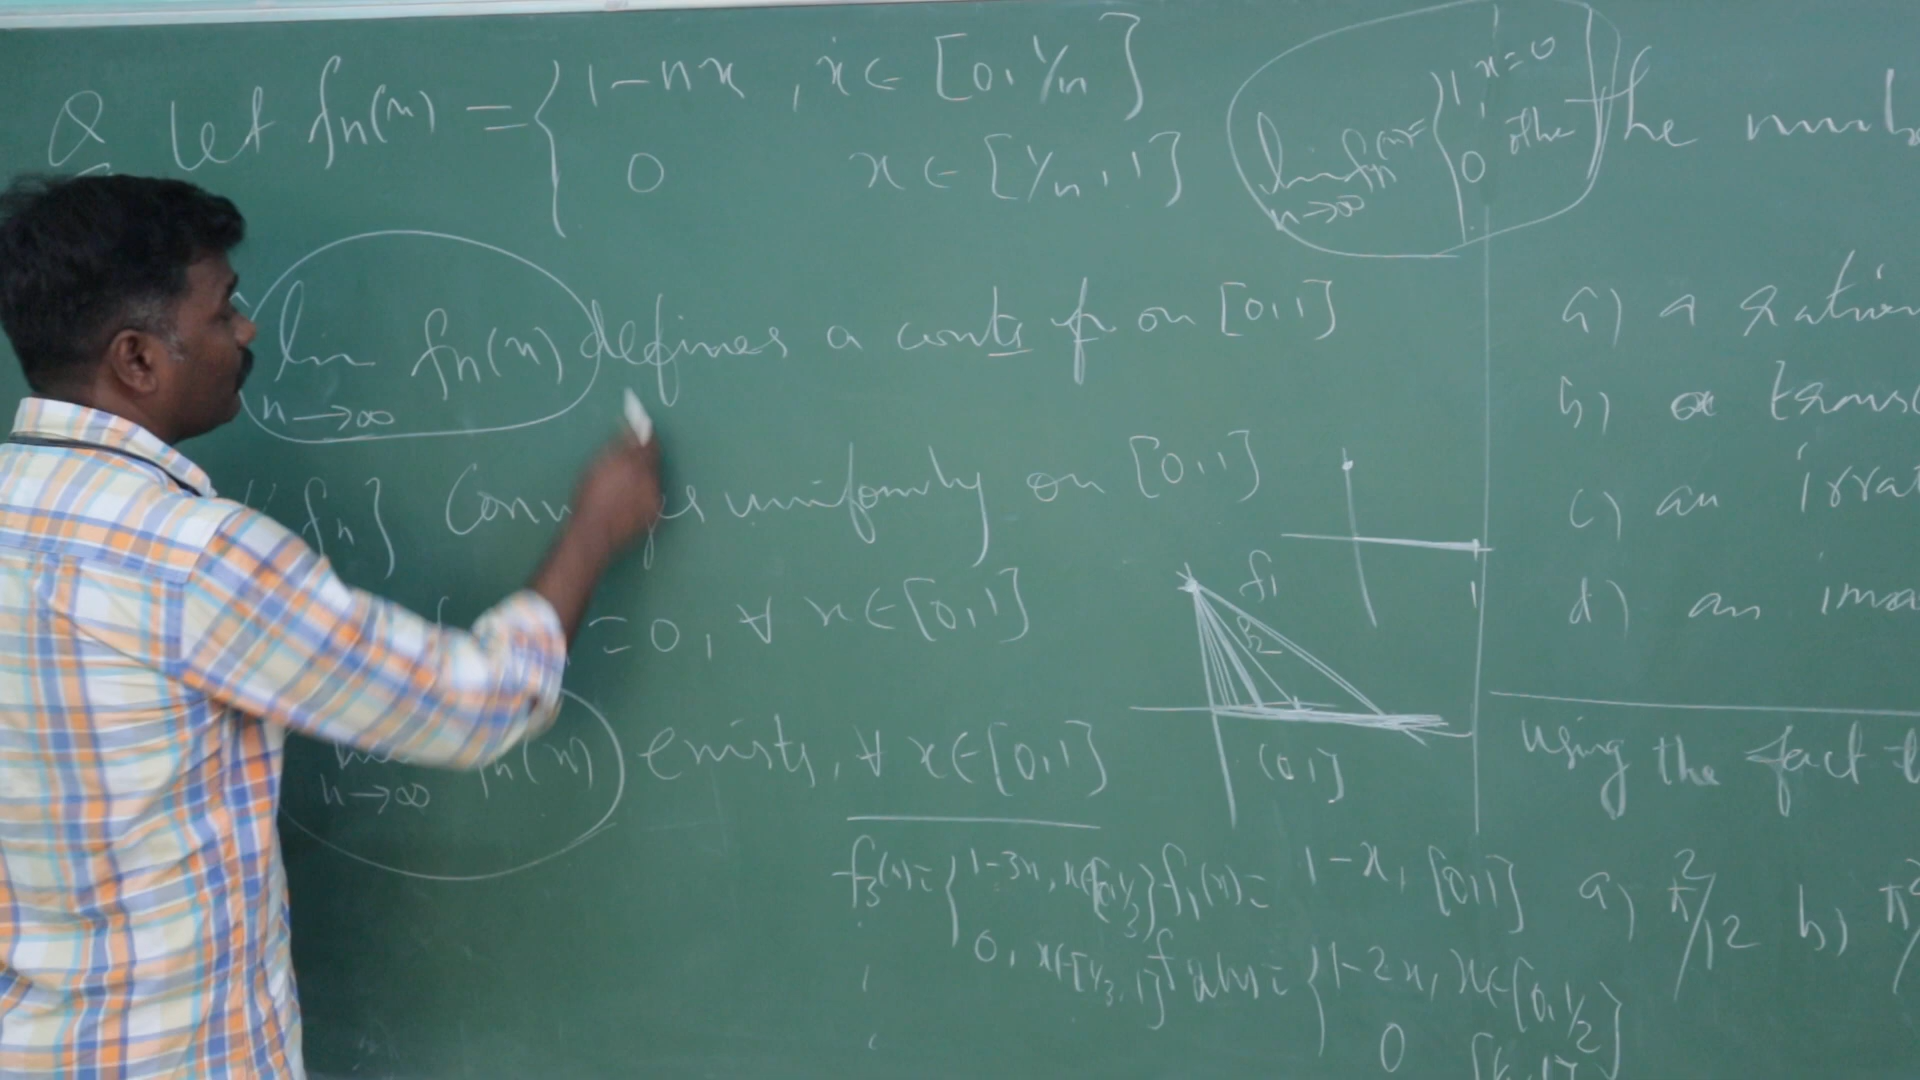 Q let fn(x) = { 1-nx , x ∈ [0, 1/n]
0 x ∈ [1/n, 1]
lim n→∞ fn(x) = { 1, x=0
0 other
lim n→∞ fn(x) defines a conts fn on [0,1]
fn} Conv ges uniformly on [0,1]
=0, ∀ x∈[0,1]
n→∞ fn(x) exists, ∀ x∈[0,1]
f1
f2
(0,1]
1
f3(x)= { 1-3x, x∈[0,1/3]
0, x∈[1/3,1]
f1(x)= 1-x, [0,1]
f2(x)= { 1-2x, x∈[0,1/2]
0
the numb
a) a ration
b) a transc
c) an irrat
d) an ima
using the fact t
a) π²/12 b) π²